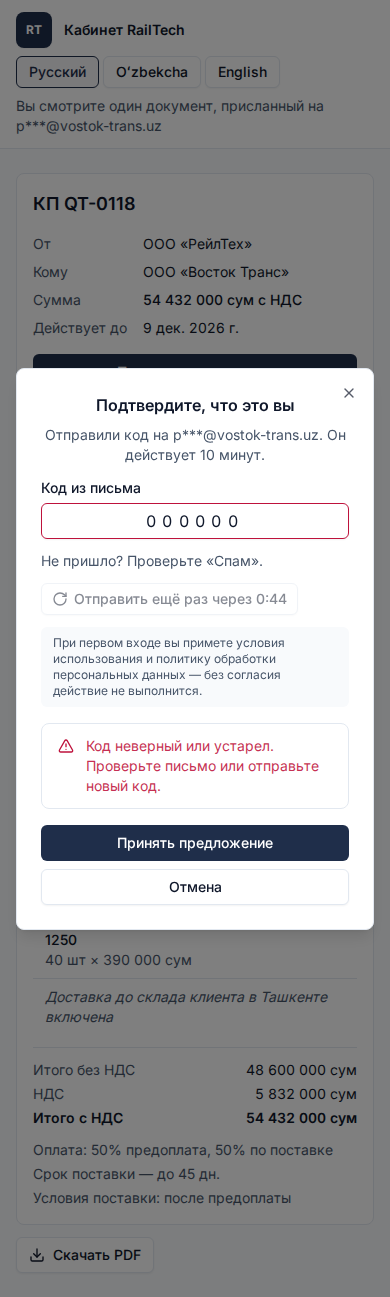 RT
Кабинет RailTech
Русский
Oʻzbekcha
English
Вы смотрите один документ, присланный на
p***@vostok-trans.uz
КП QT-0118
От
ООО «РейлТех»
Кому
ООО «Восток Транс»
Сумма
54 432 000 сум с НДС
Действует до
9 дек. 2026 г.
Подтвердите, что это вы
Отправили код на p***@vostok-trans.uz. Он
действует 10 минут.
Код из письма
000000
Не пришло? Проверьте «Спам».
Отправить ещё раз через 0:44
При первом входе вы примете условия
использования и политику обработки
персональных данных — без согласия
действие не выполнится.
Код неверный или устарел.
Проверьте письмо или отправьте
новый код.
Принять предложение
Отмена
1250
40 шт × 390 000 сум
Доставка до склада клиента в Ташкенте
включена
Итого без НДС
48 600 000 сум
НДС
5 832 000 сум
Итого с НДС
54 432 000 сум
Оплата: 50% предоплата, 50% по поставке
Срок поставки — до 45 дн.
Условия поставки: после предоплаты
Скачать PDF